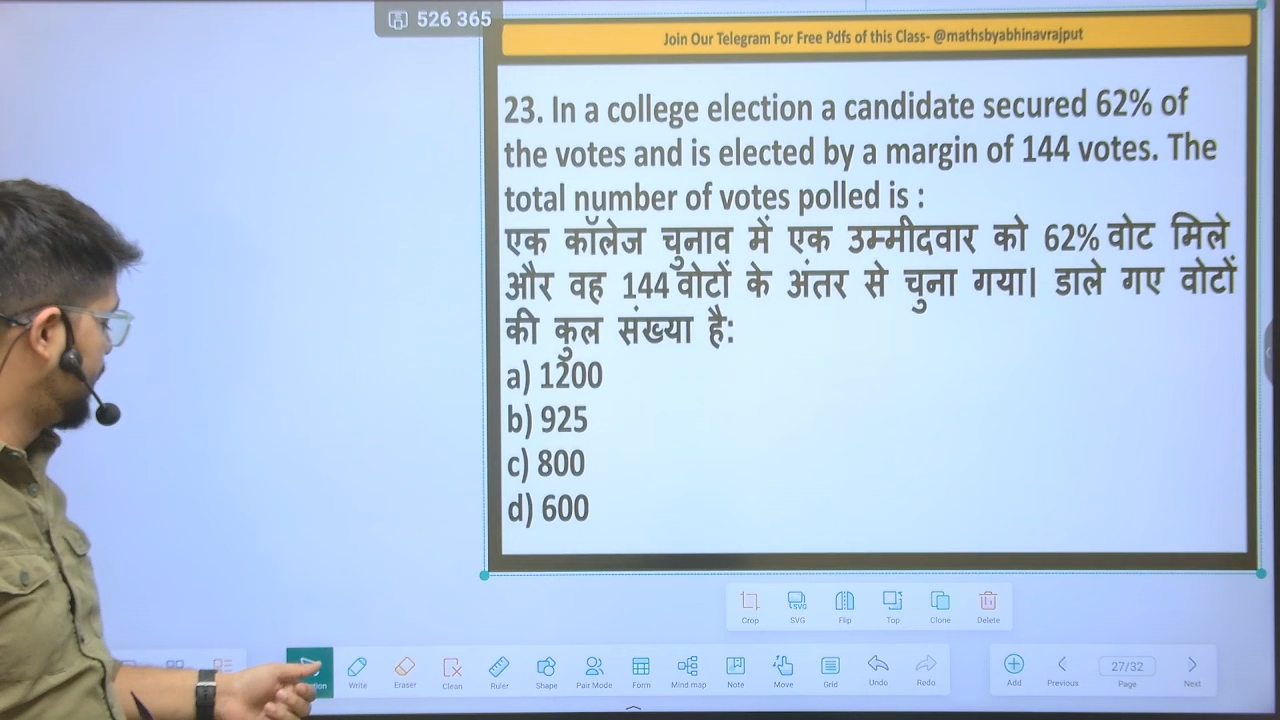 526 365
Join Our Telegram For Free Pdfs of this Class- @mathsbyabhinavrajput
23. In a college election a candidate secured 62% of
the votes and is elected by a margin of 144 votes. The
total number of votes polled is :
एक कॉलेज चुनाव में एक उम्मीदवार को 62% वोट मिले
और वह 144 वोटों के अंतर से चुना गया। डाले गए वोटों
की कुल संख्या है:
a) 1200
b) 925
c) 800
d) 600
Crop SVG Flip Top Clone Delete
Write Eraser Clean Ruler Shape Pair Mode Form Mind map Note Move Grid Undo Redo Add Previous 27/32 Page Next